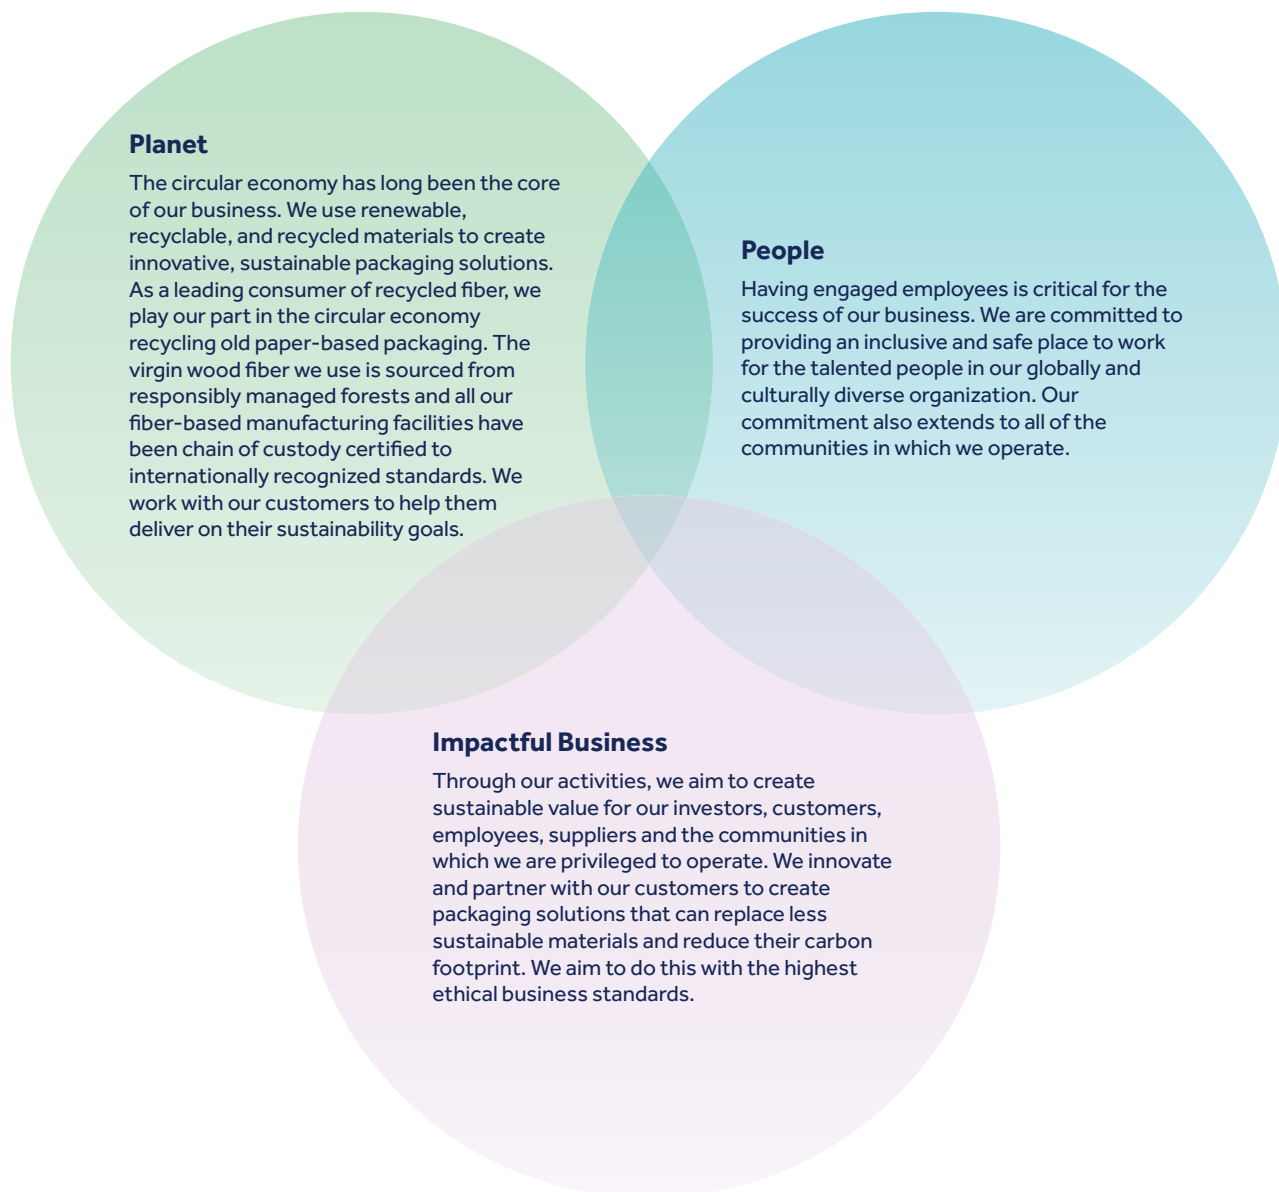 Planet
The circular economy has long been the core
of our business. We use renewable,
recyclable, and recycled materials to create
innovative, sustainable packaging solutions.
As a leading consumer of recycled fiber, we
play our part in the circular economy
recycling old paper-based packaging. The
virgin wood fiber we use is sourced from
responsibly managed forests and all our
fiber-based manufacturing facilities have
been chain of custody certified to
internationally recognized standards. We
work with our customers to help them
deliver on their sustainability goals.
People
Having engaged employees is critical for the
success of our business. We are committed to
providing an inclusive and safe place to work
for the talented people in our globally and
culturally diverse organization. Our
commitment also extends to all of the
communities in which we operate.
Impactful Business
Through our activities, we aim to create
sustainable value for our investors, customers,
employees, suppliers and the communities in
which we are privileged to operate. We innovate
and partner with our customers to create
packaging solutions that can replace less
sustainable materials and reduce their carbon
footprint. We aim to do this with the highest
ethical business standards.